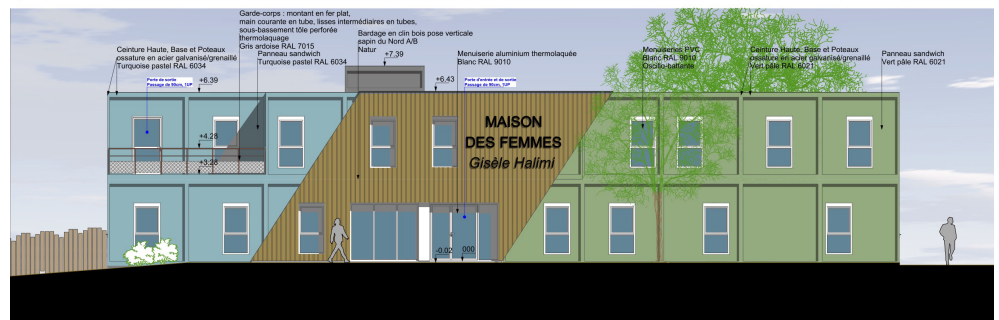 Garde-corps : montant en fer plat,
main courante en tube, lisses intermédiaires en tubes,
sous-bassement tôle perforée
thermolaquage
Gris ardoise RAL 7015
Bardage en clin bois pose verticale
sapin du Nord A/B
Natur
Ceinture Haute, Base et Poteaux
ossature en acier galvanisé/grenaillé
Turquoise pastel RAL 6034
Panneau sandwich
Turquoise pastel RAL 6034
Menuiserie aluminium thermolaquée
Blanc RAL 9010
Menuiseries PVC
Blanc RAL 9010
Oscillo-battante
Ceinture Haute, Base et Poteaux
ossature en acier galvanisé/grenaillé
Vert pâle RAL 6021
Panneau sandwich
Vert pâle RAL 6021
Porte de sortie
Passage de 90cm, 1UP
Porte d'entrée et de sortie
Passage de 90cm, 1UP
+7.39
+6.39
+6.43
+4.28
+3.28
MAISON
DES FEMMES
Gisèle Halimi
-0.02
000